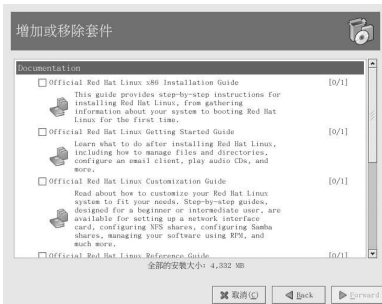 增加或移除套件
Documentation
Official Red Hat Linux x86 Installation Guide [0/1]
This guide provides step-by-step instructions for
installing Red Hat Linux, from gathering
information about your system to booting Red Hat
Linux for the first time.
Official Red Hat Linux Getting Started Guide [0/1]
Learn what to do after installing Red Hat Linux,
including how to manage files and directories,
configure an email client, play audio CDs, and
more.
Official Red Hat Linux Customization Guide [0/1]
Read about how to customize your Red Hat Linux
system to fit your needs. Step-by-step guides,
designed for a beginner or intermediate user, are
available for setting up a network interface
card, configuring NFS shares, configuring Samba
shares, managing your software using RPM, and
much more.
Official Red Hat Linux Reference Guide [0/1]
全部的安裝大小: 4,332 MB
取消(C) Back Forward